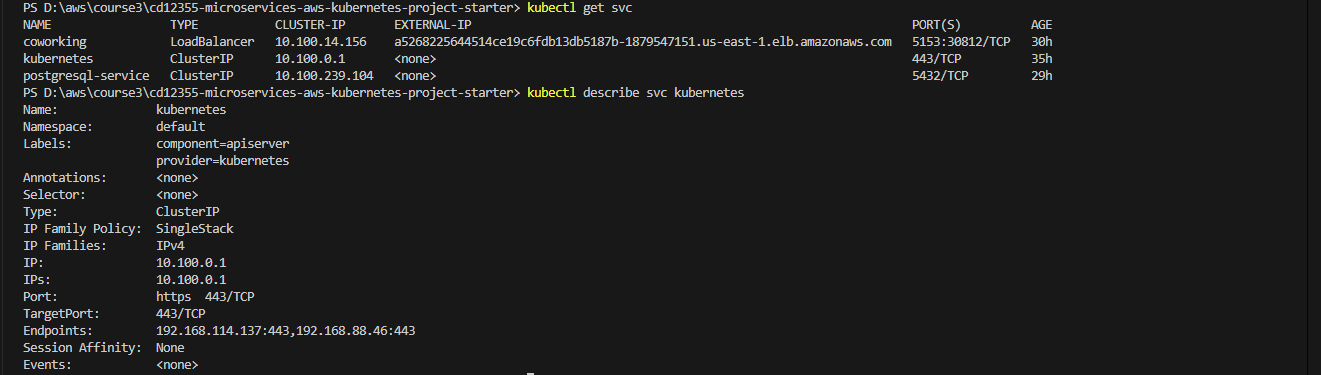 PS D:\aws\course3\cd12355-microservices-aws-kubernetes-project-starter> kubectl get svc
NAME                 TYPE           CLUSTER-IP       EXTERNAL-IP                                                               PORT(S)          AGE
coworking            LoadBalancer   10.100.14.156    a5268225644514ce19c6fdb13db5187b-1879547151.us-east-1.elb.amazonaws.com   5153:30812/TCP   30h
kubernetes           ClusterIP      10.100.0.1       <none>                                                                    443/TCP          35h
postgresql-service   ClusterIP      10.100.239.104   <none>                                                                    5432/TCP         29h
PS D:\aws\course3\cd12355-microservices-aws-kubernetes-project-starter> kubectl describe svc kubernetes
Name:              kubernetes
Namespace:         default
Labels:            component=apiserver
                   provider=kubernetes
Annotations:       <none>
Selector:          <none>
Type:              ClusterIP
IP Family Policy:  SingleStack
IP Families:       IPv4
IP:                10.100.0.1
IPs:               10.100.0.1
Port:              https  443/TCP
TargetPort:        443/TCP
Endpoints:         192.168.114.137:443,192.168.88.46:443
Session Affinity:  None
Events:            <none>